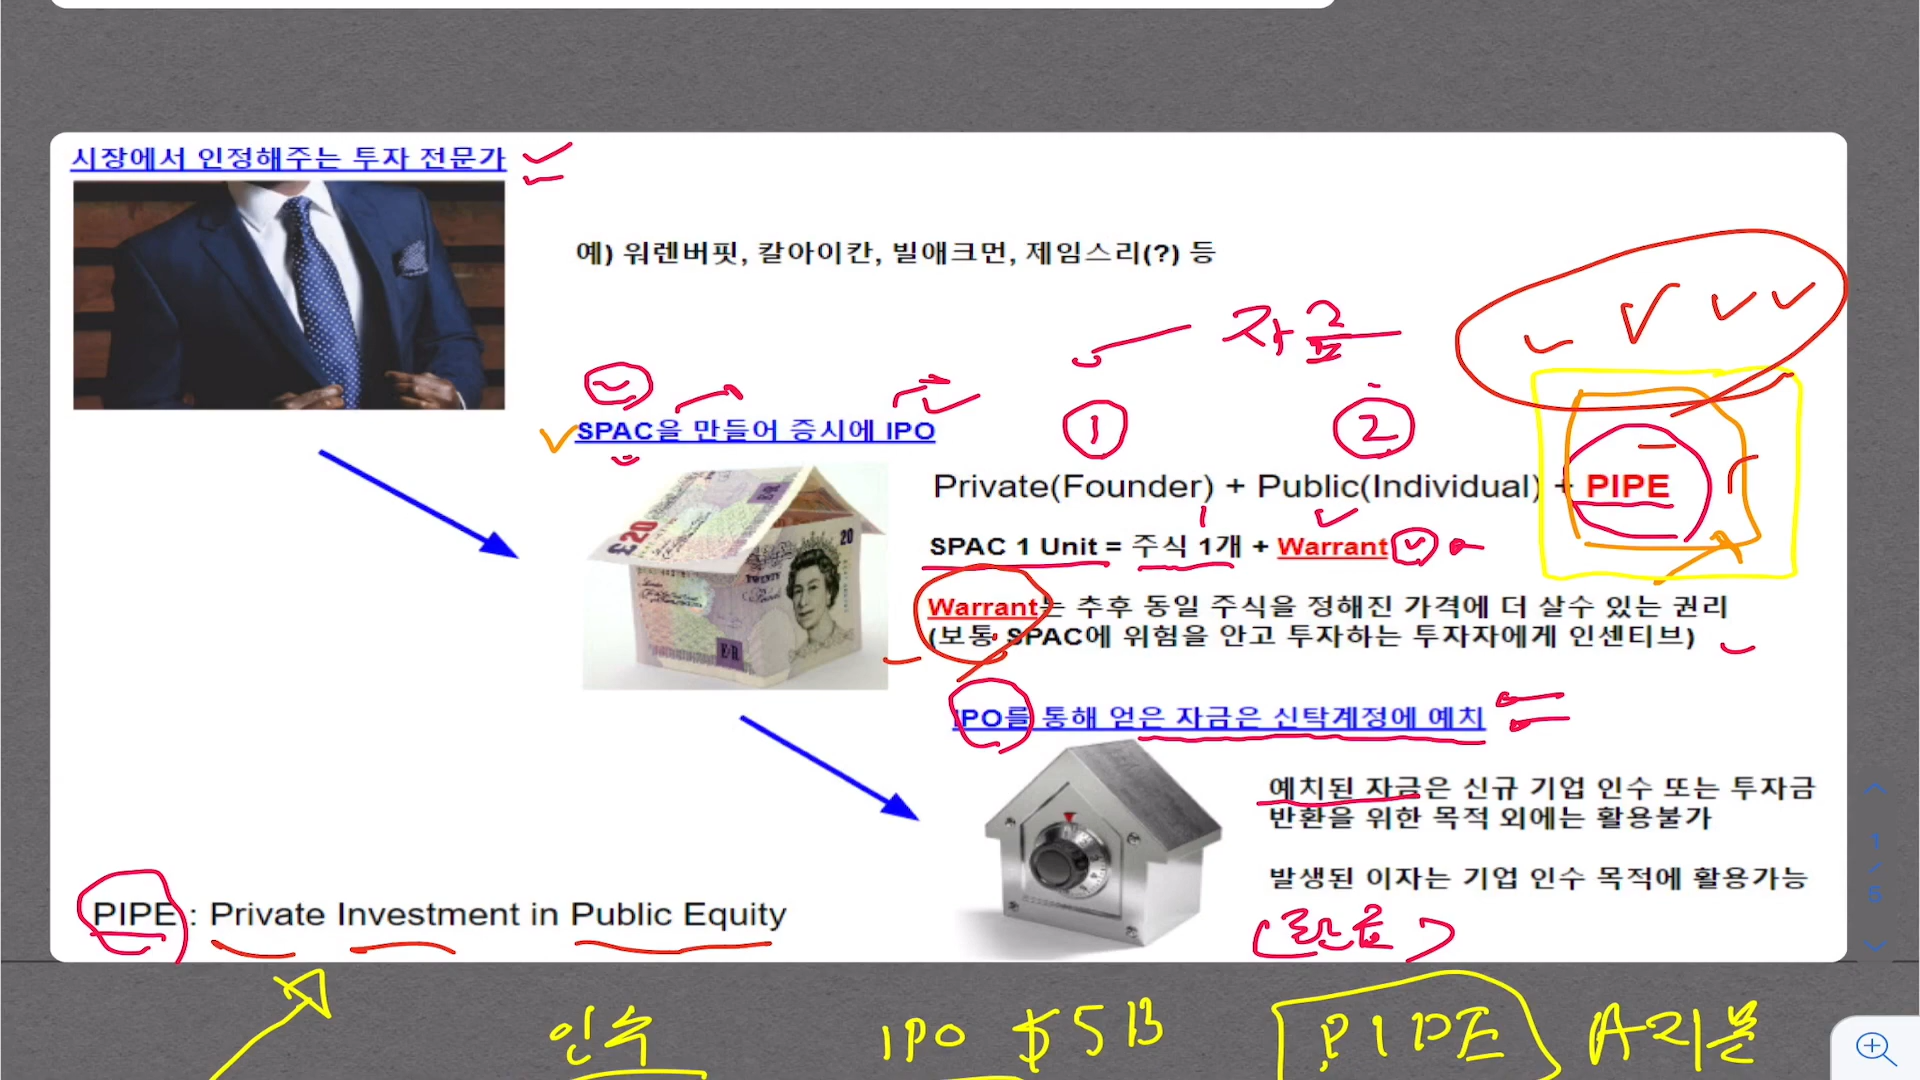 시장에서 인정해주는 투자 전문가
예) 워렌버핏, 칼아이칸, 빌애크먼, 제임스리(?) 등
자금
SPAC을 만들어 증시에 IPO
1
2
Private(Founder) + Public(Individual) + PIPE
SPAC 1 Unit = 주식 1개 + Warrant
Warrant는 추후 동일 주식을 정해진 가격에 더 살수 있는 권리
(보통 SPAC에 위험을 안고 투자하는 투자자에게 인센티브)
£20
20
E·R
IPO를 통해 얻은 자금은 신탁계정에 예치
예치된 자금은 신규 기업 인수 또는 투자금
반환을 위한 목적 외에는 활용불가
발생된 이자는 기업 인수 목적에 활용가능
PIPE : Private Investment in Public Equity
1
/
5
인수
IPO $5B
PIPE
A 지분